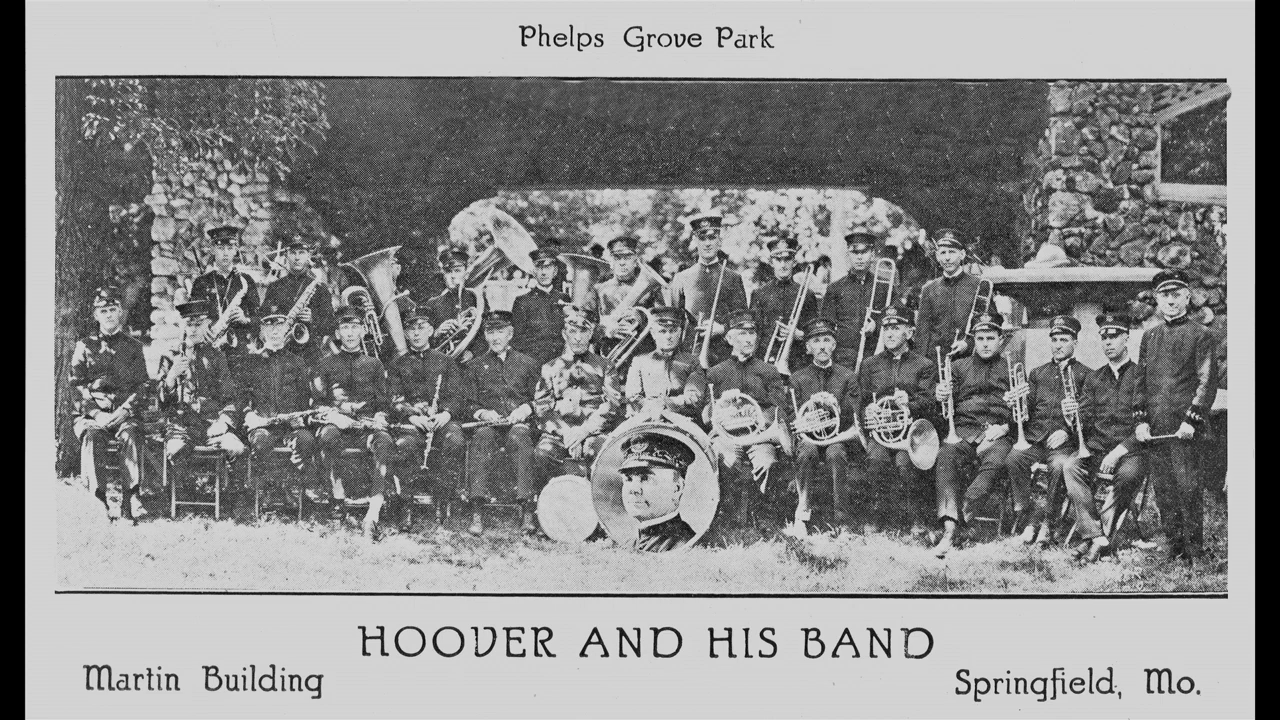 Phelps Grove Park
HOOVER AND HIS BAND
Martin Building
Springfield, Mo.